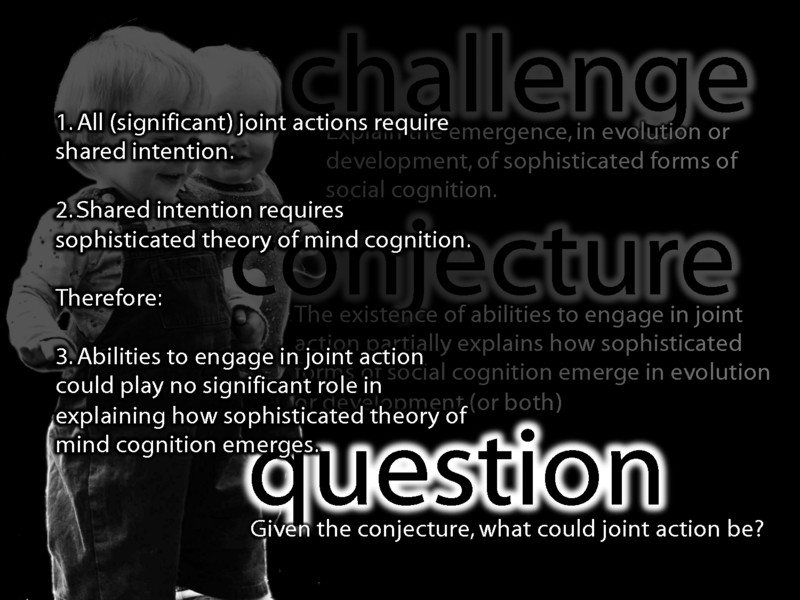 challenge
Explain the emergence, in evolution or
development, of sophisticated forms of
social cognition.
conjecture
The existence of abilities to engage in joint
action partially explains how sophisticated
forms of social cognition emerge in evolution
or development (or both)
1. All (significant) joint actions require
shared intention.
2. Shared intention requires
sophisticated theory of mind cognition.
Therefore:
3. Abilities to engage in joint action
could play no significant role in
explaining how sophisticated theory of
mind cognition emerges.
question
Given the conjecture, what could joint action be?